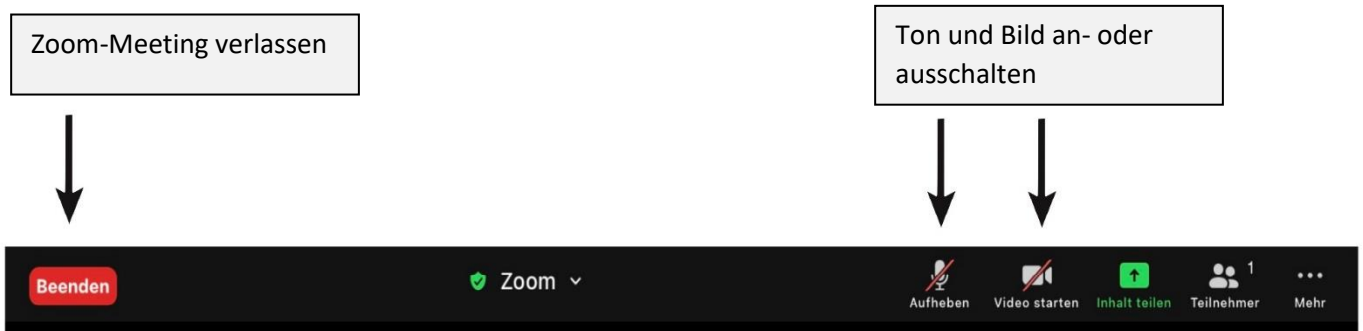 Zoom-Meeting verlassen
Ton und Bild an- oder
ausschalten
Beenden
Zoom
Aufheben
Video starten
Inhalt teilen
Teilnehmer
1
Mehr